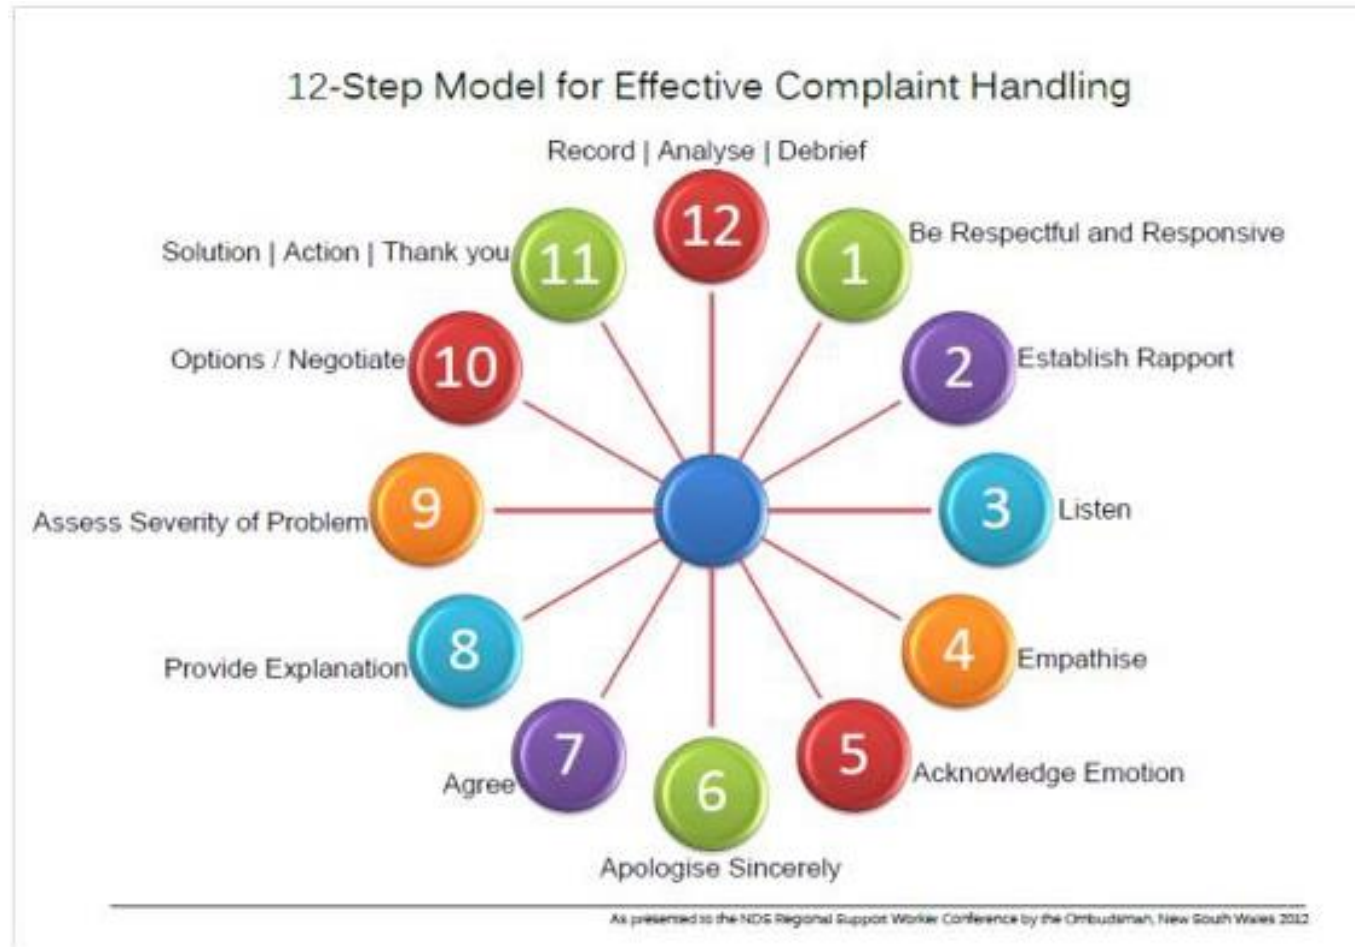 12-Step Model for Effective Complaint Handling
Record | Analyse | Debrief
12
1
Be Respectful and Responsive
2
Establish Rapport
3
Listen
4
Empathise
5
Acknowledge Emotion
6
Apologise Sincerely
7
Agree
8
Provide Explanation
9
Assess Severity of Problem
10
Options / Negotiate
11
Solution | Action | Thank you
As presented to the NDS Regional Support Worker Conference by the Ombudsman, New South Wales 2012